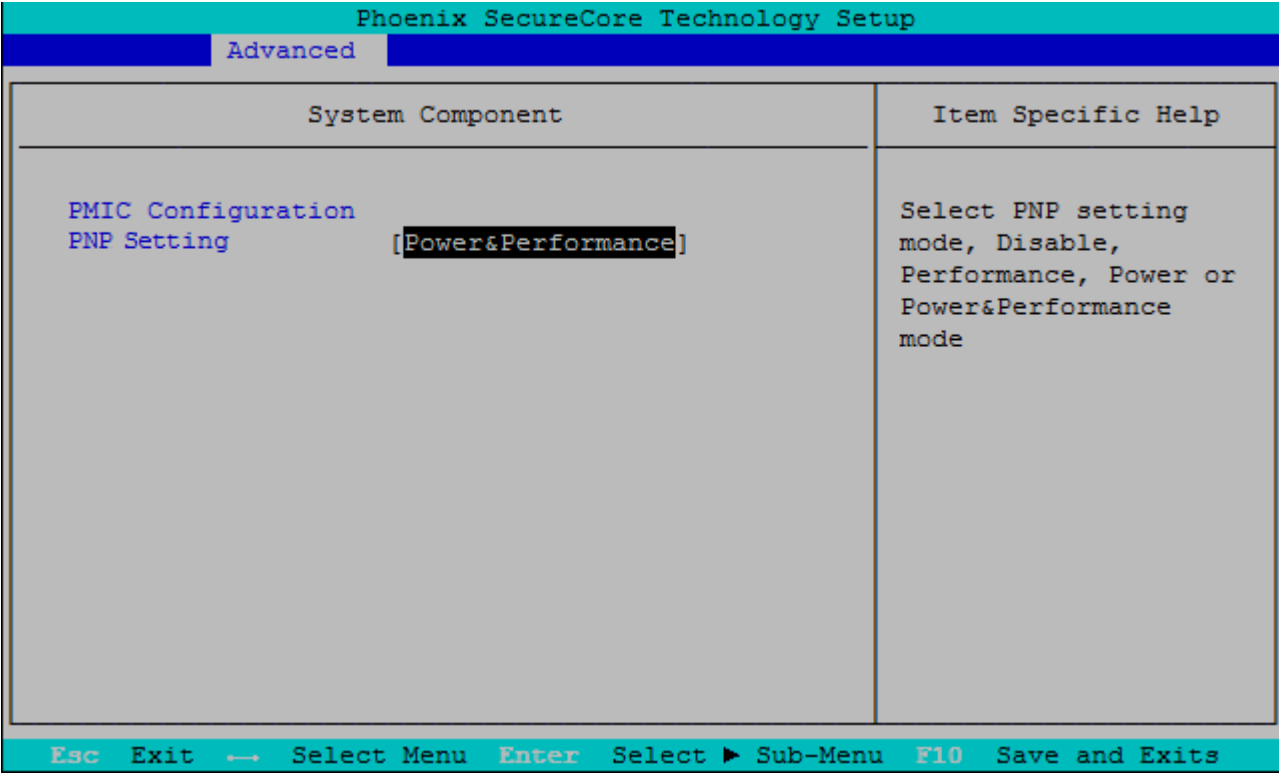 Phoenix SecureCore Technology Setup
Advanced
System Component
PMIC Configuration
PNP Setting [Power&Performance]
Item Specific Help
Select PNP setting
mode, Disable,
Performance, Power or
Power&Performance
mode
Esc Exit ←→ Select Menu Enter Select ► Sub-Menu F10 Save and Exits